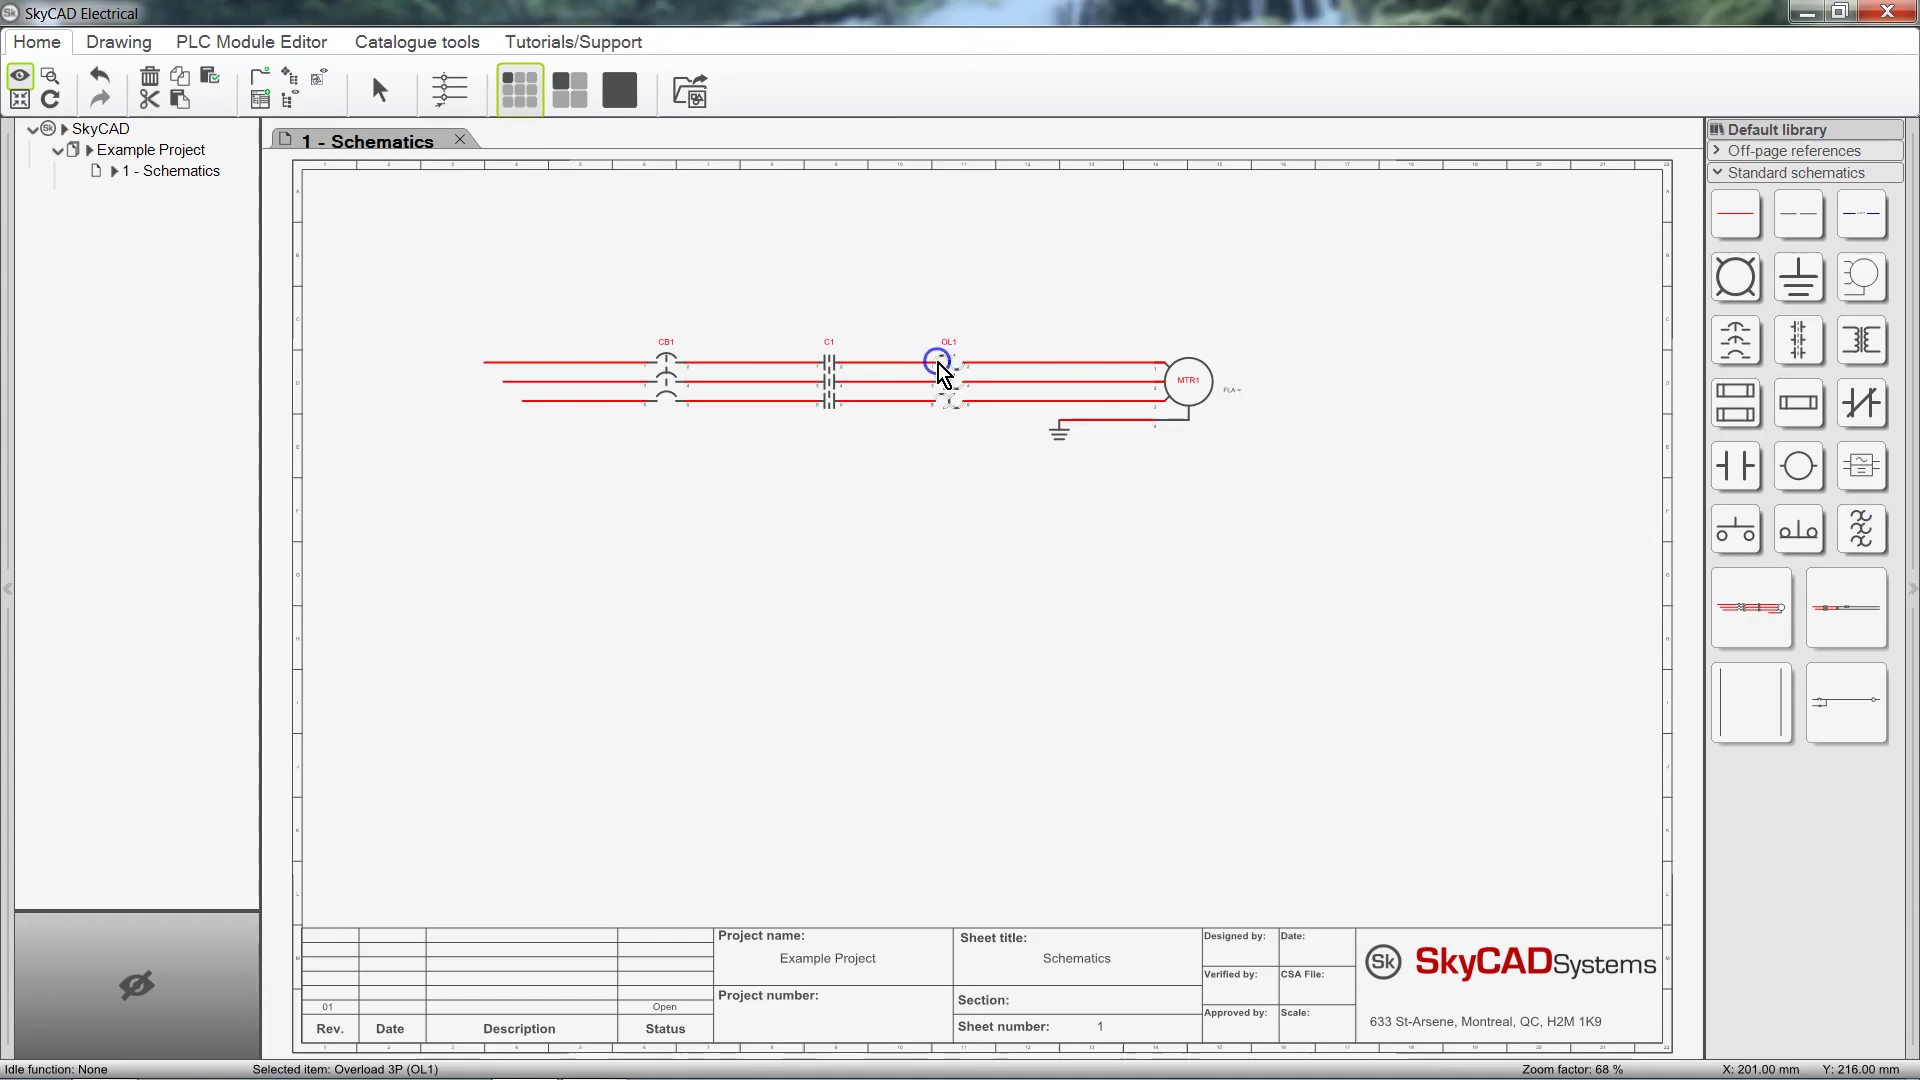 SkyCAD Electrical
Home Drawing PLC Module Editor Catalogue tools Tutorials/Support
SkyCAD
Example Project
1 - Schematics
1 - Schematics
Default library
Off-page references
Standard schematics
CB1 C1 OL1
MTR1
FLA =
Project name:
Example Project
Project number:
Sheet title:
Schematics
Section:
Sheet number: 1
Designed by: Date:
Verified by: CSA File:
Approved by: Scale:
Sk SkyCADSystems
633 St-Arsene, Montreal, QC, H2M 1K9
01 Open
Rev. Date Description Status
Idle function: None Selected item: Overload 3P (OL1) Zoom factor: 68 % X: 201.00 mm Y: 216.00 mm